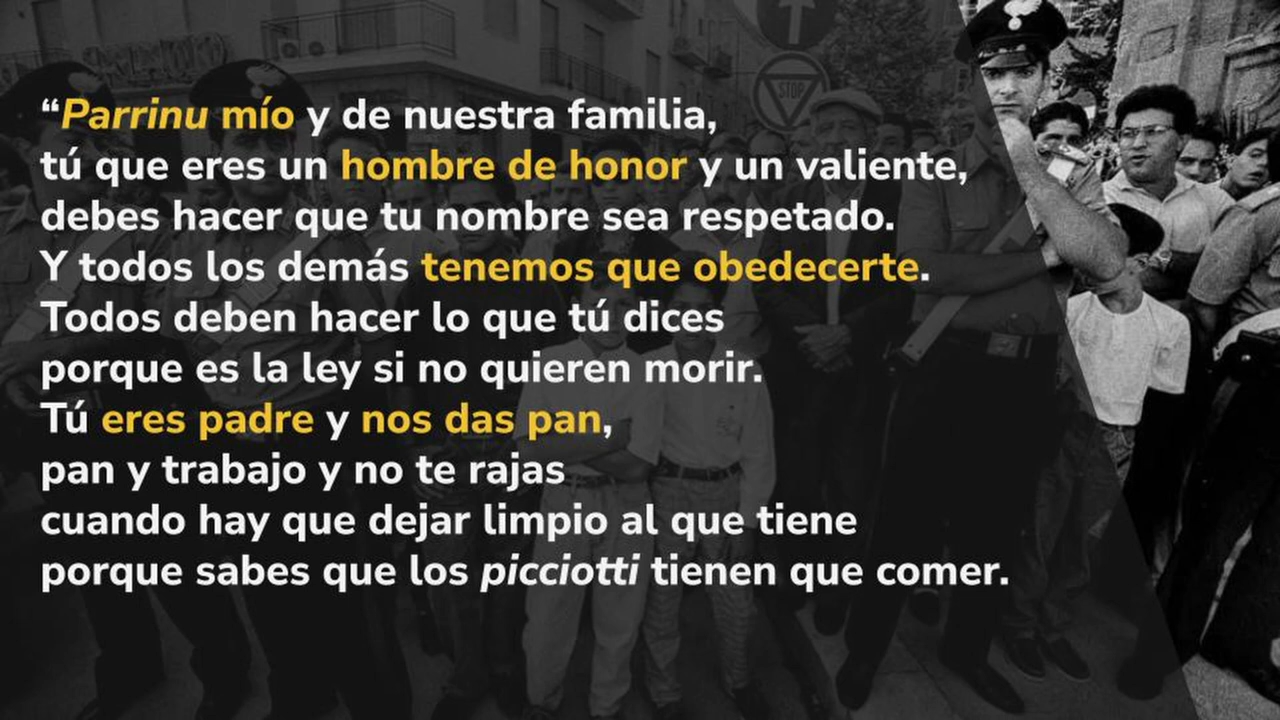 “Parrinu mío y de nuestra familia,
tú que eres un hombre de honor y un valiente,
debes hacer que tu nombre sea respetado.
Y todos los demás tenemos que obedecerte.
Todos deben hacer lo que tú dices
porque es la ley si no quieren morir.
Tú eres padre y nos das pan,
pan y trabajo y no te rajas
cuando hay que dejar limpio al que tiene
porque sabes que los picciotti tienen que comer.
STOP